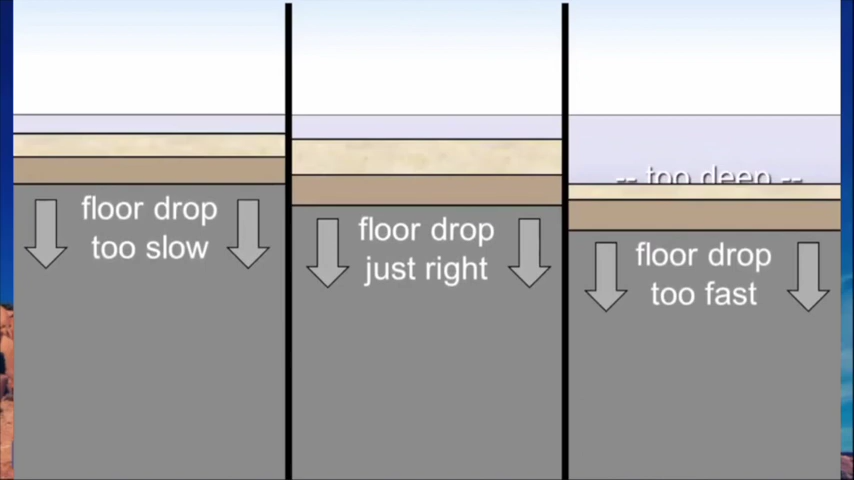 floor drop
too slow
floor drop
just right
-- too deep --
floor drop
too fast